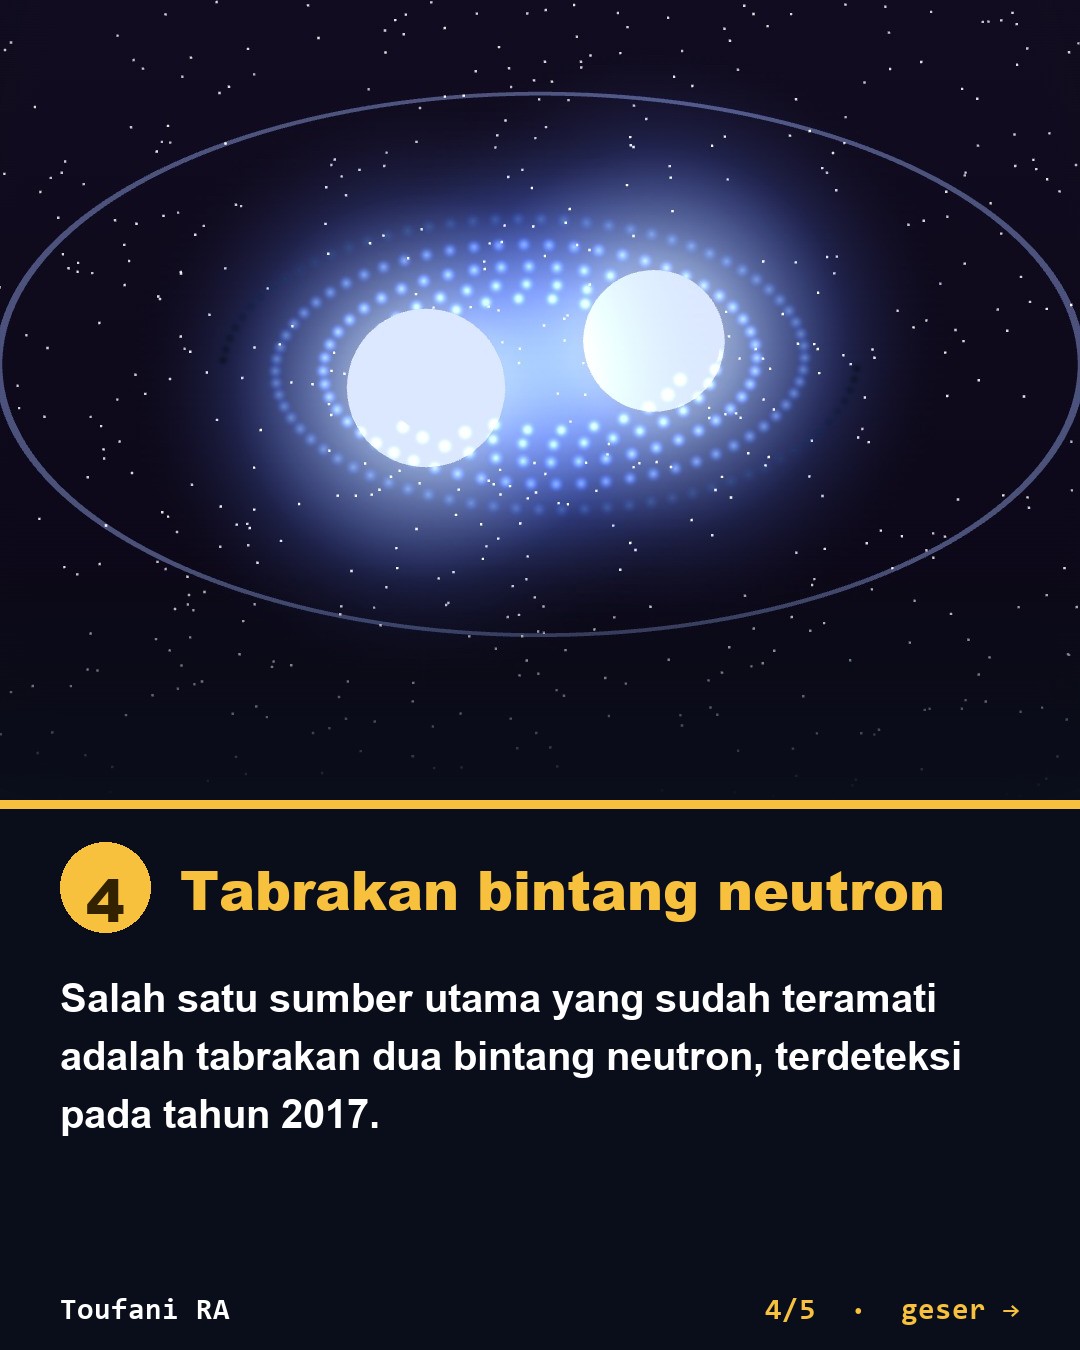 4 Tabrakan bintang neutron
Salah satu sumber utama yang sudah teramati
adalah tabrakan dua bintang neutron, terdeteksi
pada tahun 2017.
Toufani RA 4/5 · geser →